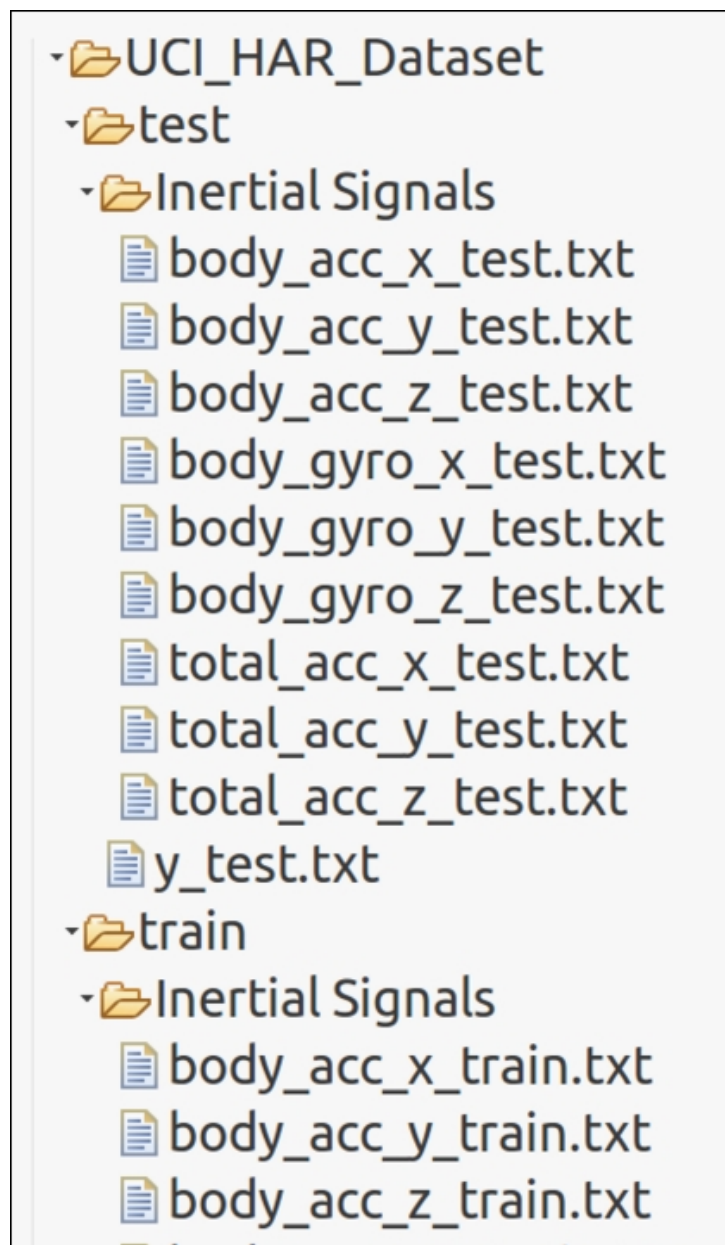 UCI_HAR_Dataset
test
Inertial Signals
body_acc_x_test.txt
body_acc_y_test.txt
body_acc_z_test.txt
body_gyro_x_test.txt
body_gyro_y_test.txt
body_gyro_z_test.txt
total_acc_x_test.txt
total_acc_y_test.txt
total_acc_z_test.txt
y_test.txt
train
Inertial Signals
body_acc_x_train.txt
body_acc_y_train.txt
body_acc_z_train.txt